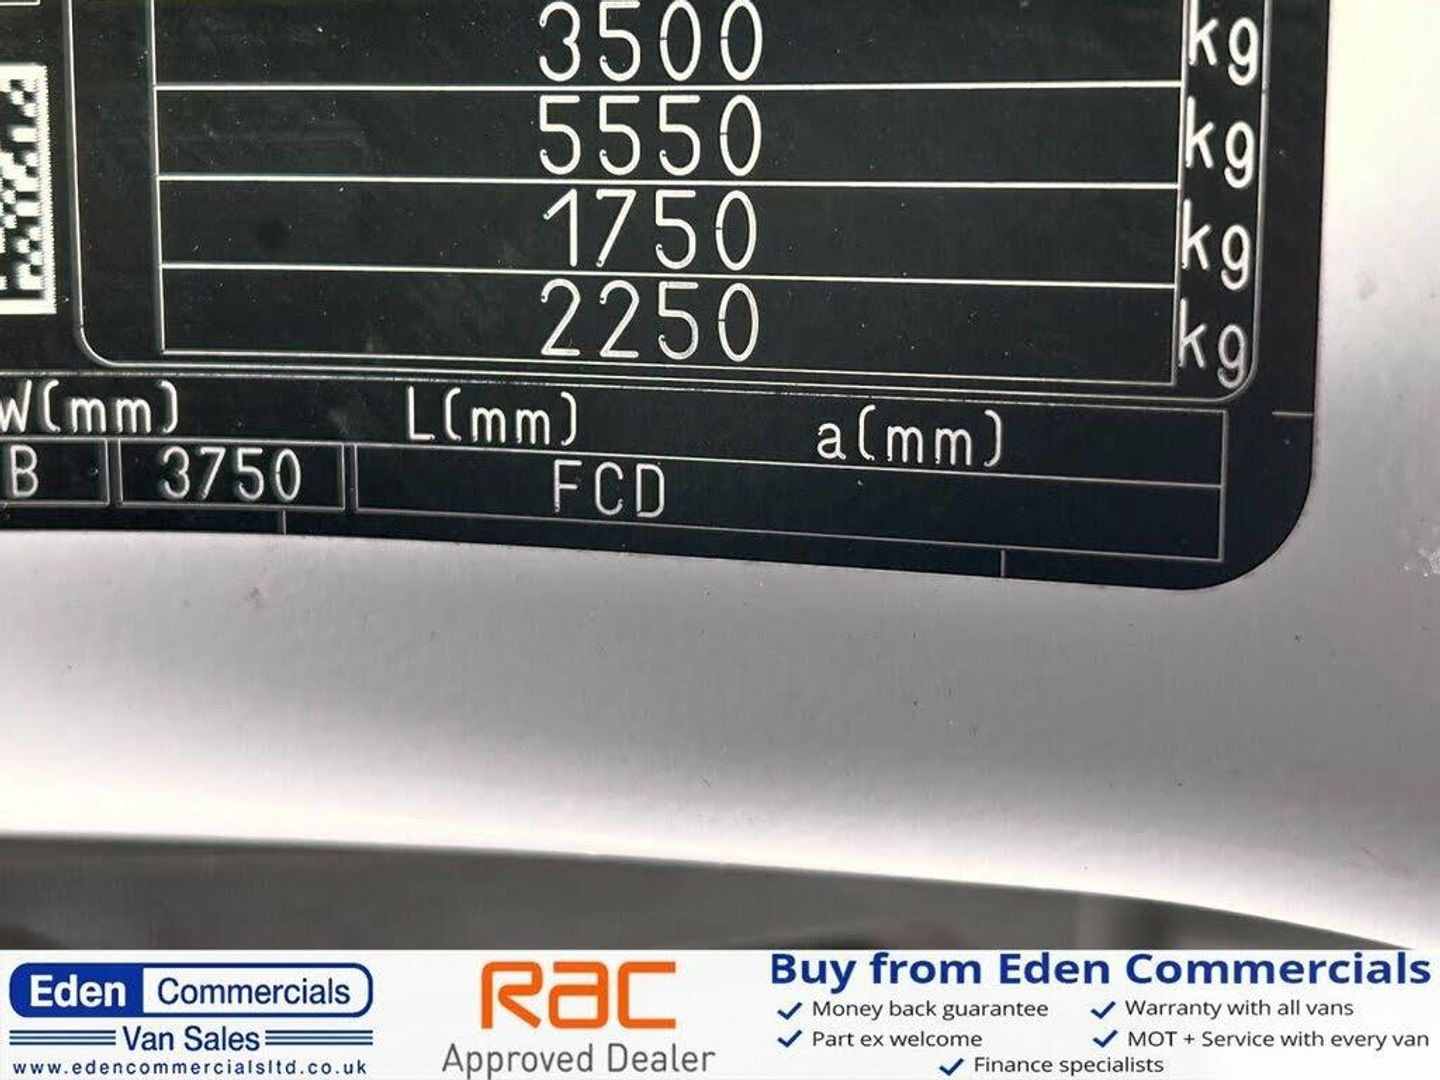 3500 kg
5550 kg
1750 kg
2250 kg
W(mm) L(mm) a(mm)
B 3750 FCD
Eden Commercials
Van Sales
www.edencommercialsltd.co.uk
RAC
Approved Dealer
Buy from Eden Commercials
Money back guarantee Warranty with all vans
Part ex welcome MOT + Service with every van
Finance specialists